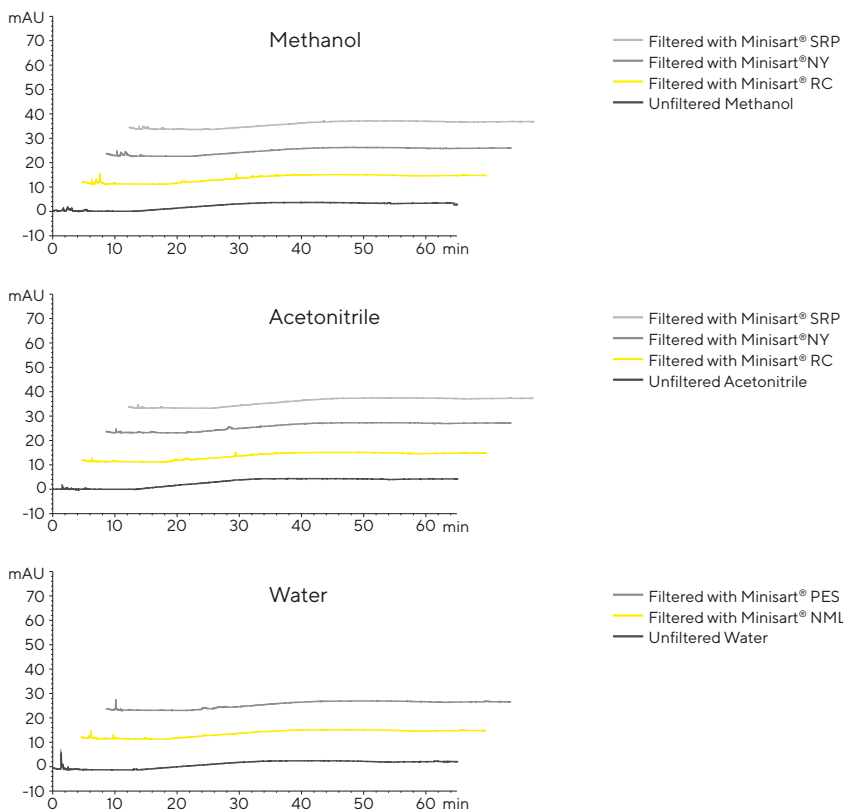 mAU
Methanol
70
60
50
40
30
20
10
0
-10
0 10 20 30 40 50 60 min
Filtered with Minisart® SRP
Filtered with Minisart®NY
Filtered with Minisart® RC
Unfiltered Methanol
mAU
Acetonitrile
70
60
50
40
30
20
10
0
-10
0 10 20 30 40 50 60 min
Filtered with Minisart® SRP
Filtered with Minisart®NY
Filtered with Minisart® RC
Unfiltered Acetonitrile
mAU
Water
70
60
50
40
30
20
10
0
-10
0 10 20 30 40 50 60 min
Filtered with Minisart® PES
Filtered with Minisart® NML
Unfiltered Water